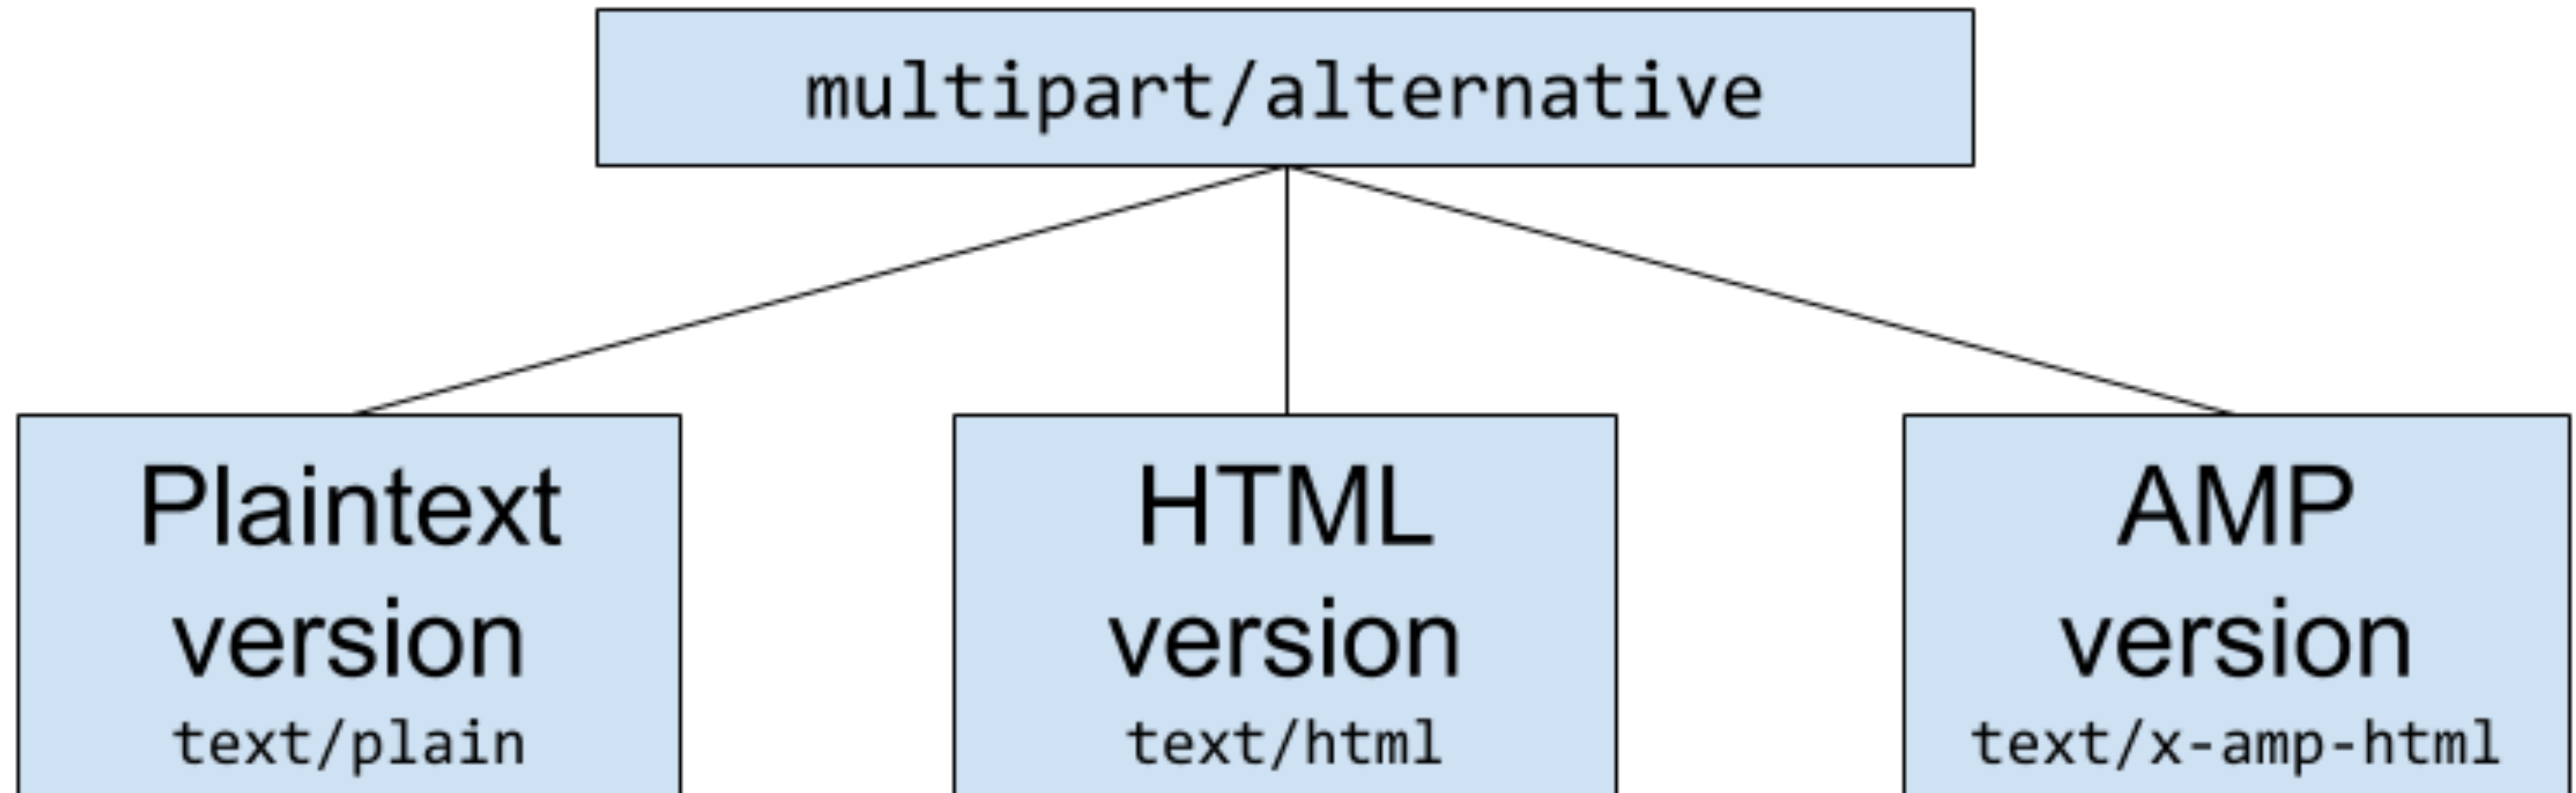 multipart/alternative
Plaintext
version
text/plain
HTML
version
text/html
AMP
version
text/x-amp-html